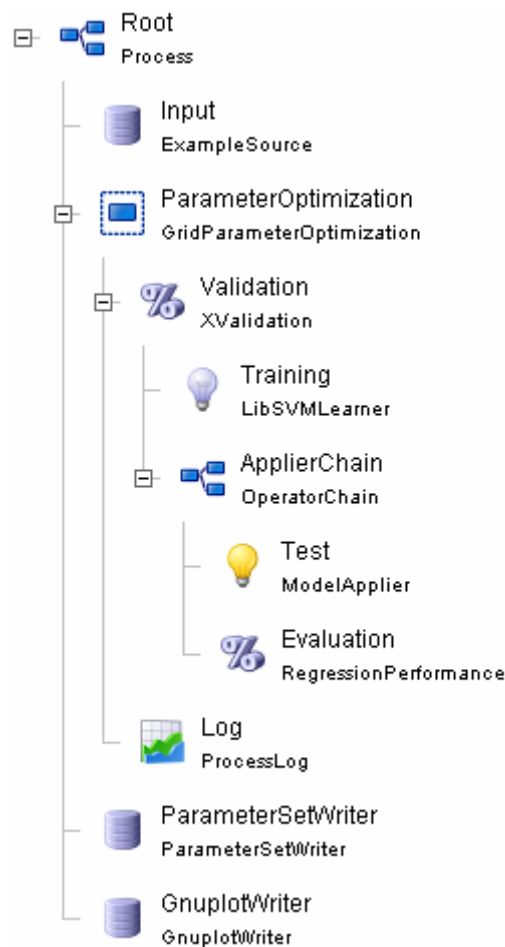 Root
Process
Input
ExampleSource
ParameterOptimization
GridParameterOptimization
Validation
XValidation
Training
LibSVMLearner
ApplierChain
OperatorChain
Test
ModelApplier
Evaluation
RegressionPerformance
Log
ProcessLog
ParameterSetWriter
ParameterSetWriter
GnuplotWriter
GnuplotWriter